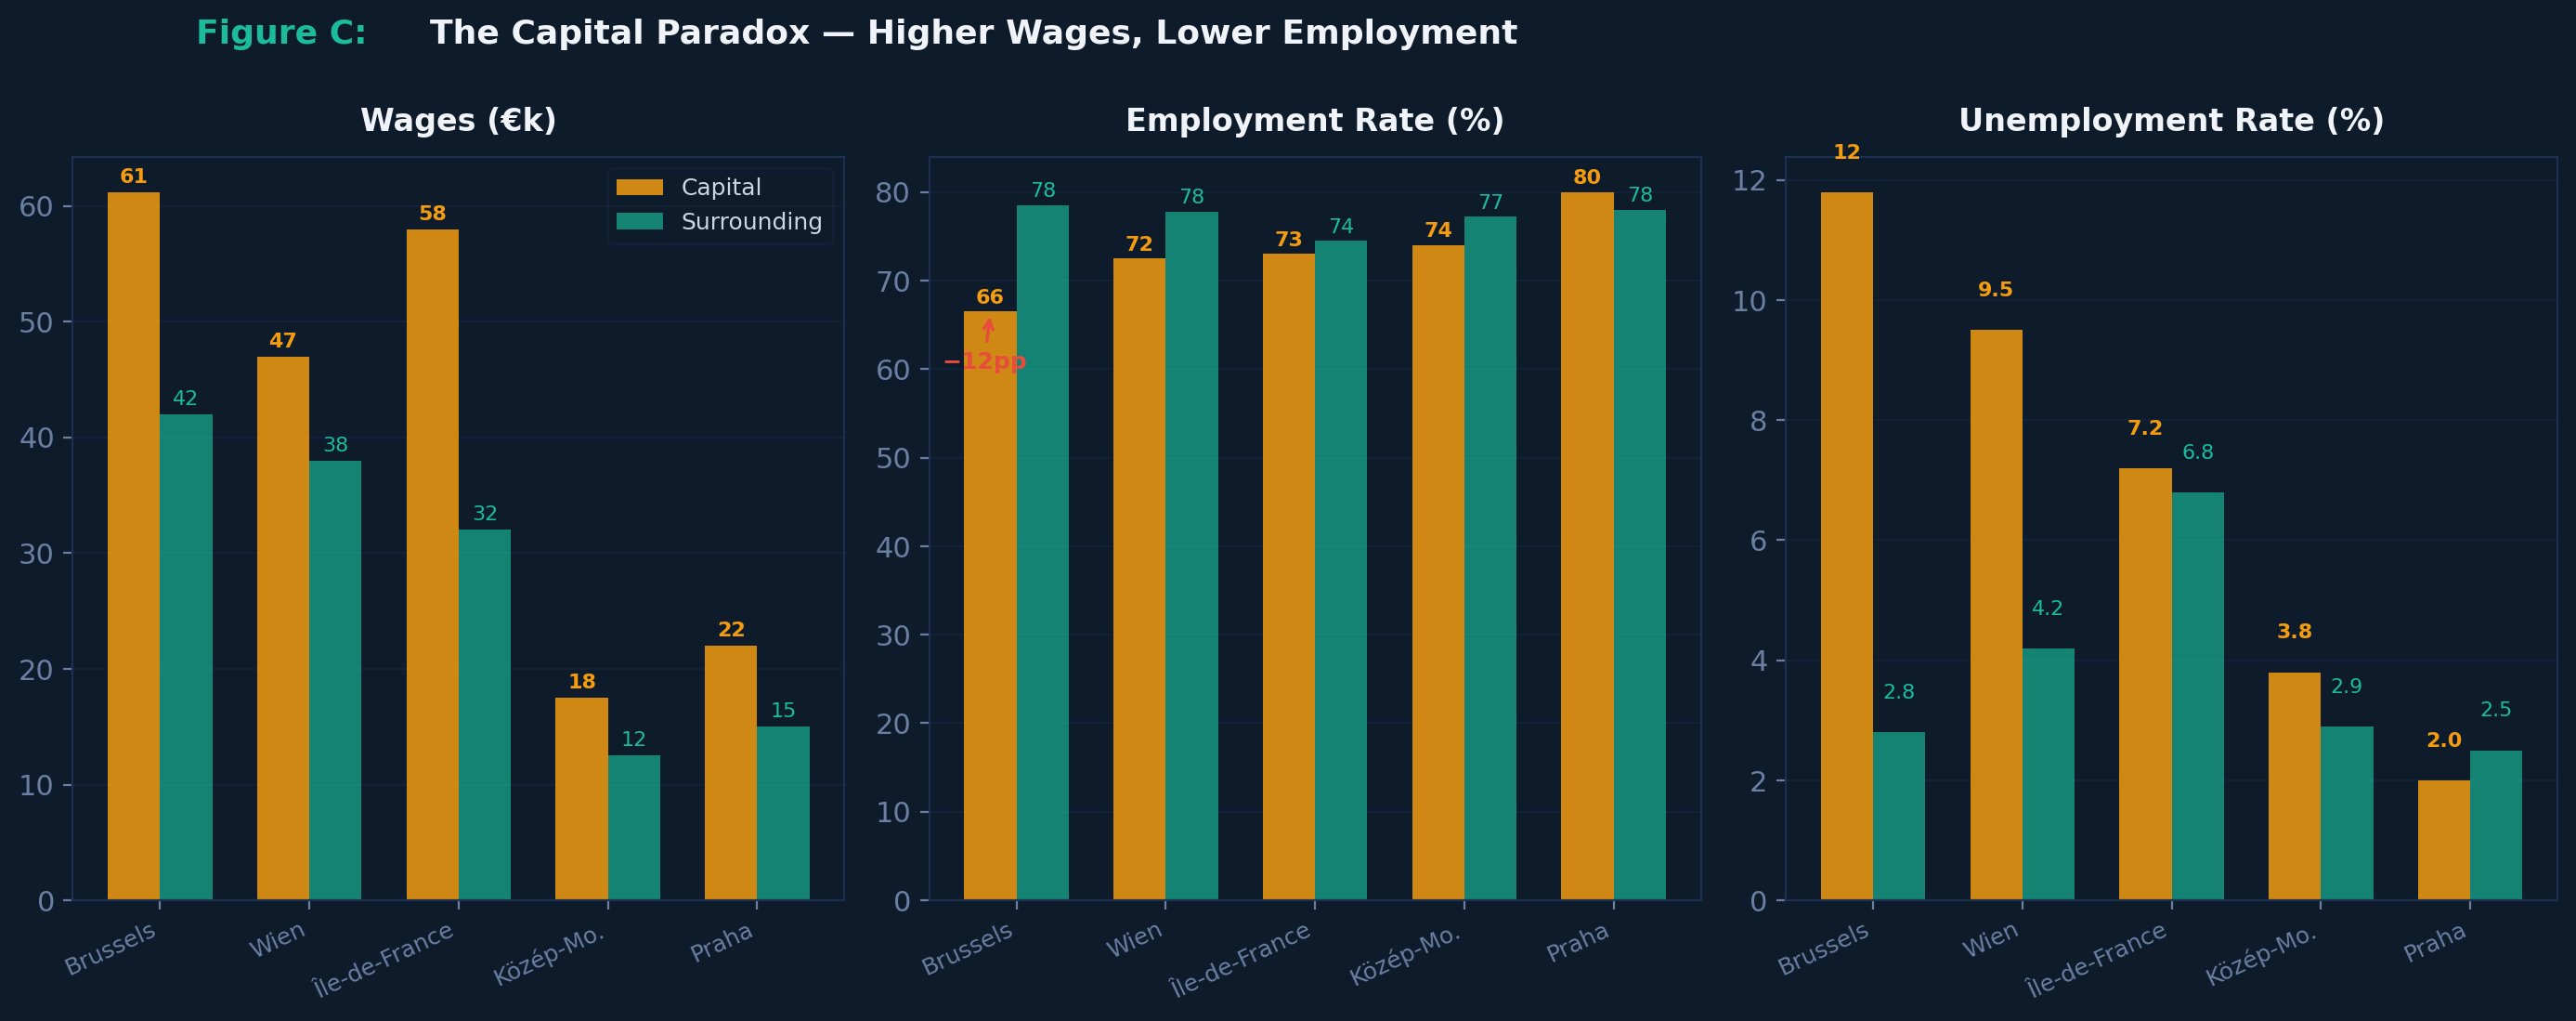 Figure C: The Capital Paradox — Higher Wages, Lower Employment
Wages (€k)
60
50
40
30
20
10
0
61
42
47
38
58
32
18
12
22
15
Capital
Surrounding
Brussels
Wien
Île-de-France
Közép-Mo.
Praha
Employment Rate (%)
80
70
60
50
40
30
20
10
0
66
78
−12pp
72
78
73
74
74
77
80
78
Brussels
Wien
Île-de-France
Közép-Mo.
Praha
Unemployment Rate (%)
12
10
8
6
4
2
0
12
2.8
9.5
4.2
7.2
6.8
3.8
2.9
2.0
2.5
Brussels
Wien
Île-de-France
Közép-Mo.
Praha